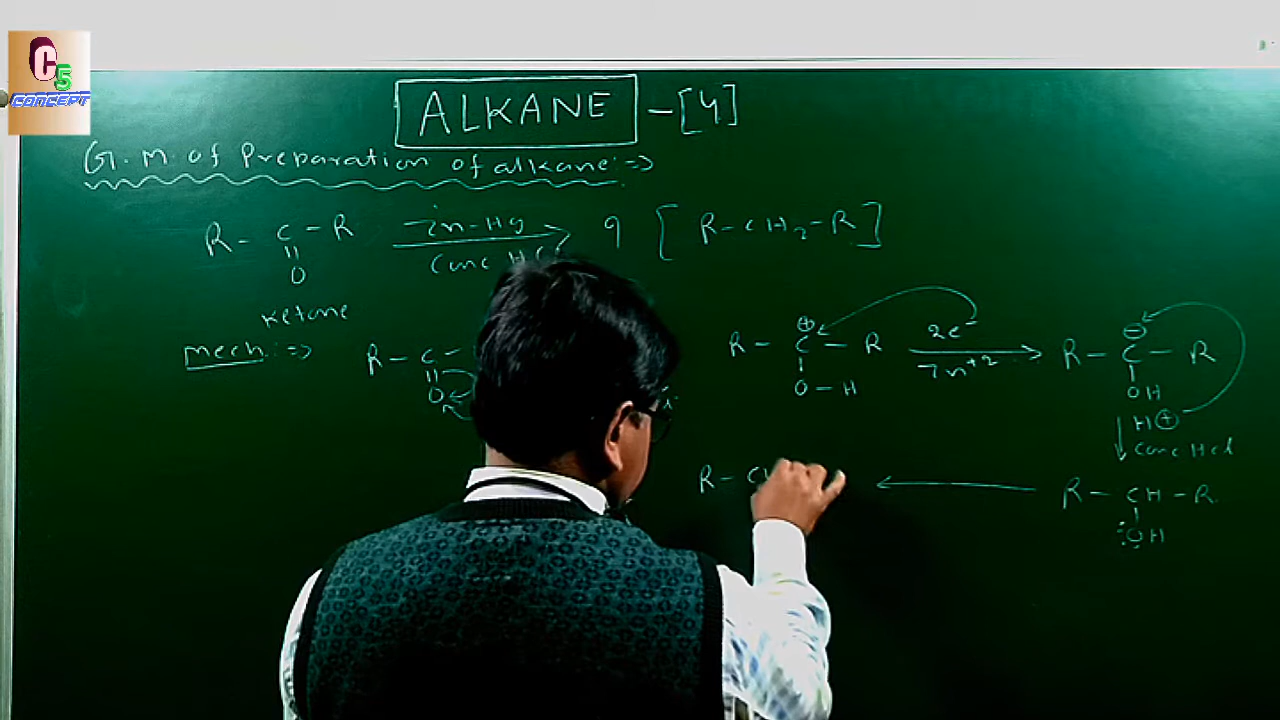 C5
CONCEPT
ALKANE - [4]
G.M. of Preparation of alkane :=>
R - C - R Zn-Hg 9 [ R - CH2 - R ]
O Conc HCl
Ketone
mech :=> R - C -
O
R - C⊕ - R 2e⁻ R - C⊖ - R
O - H Zn+2 OH
H⊕
Conc HCl
R - CH R - CH - R
:OH